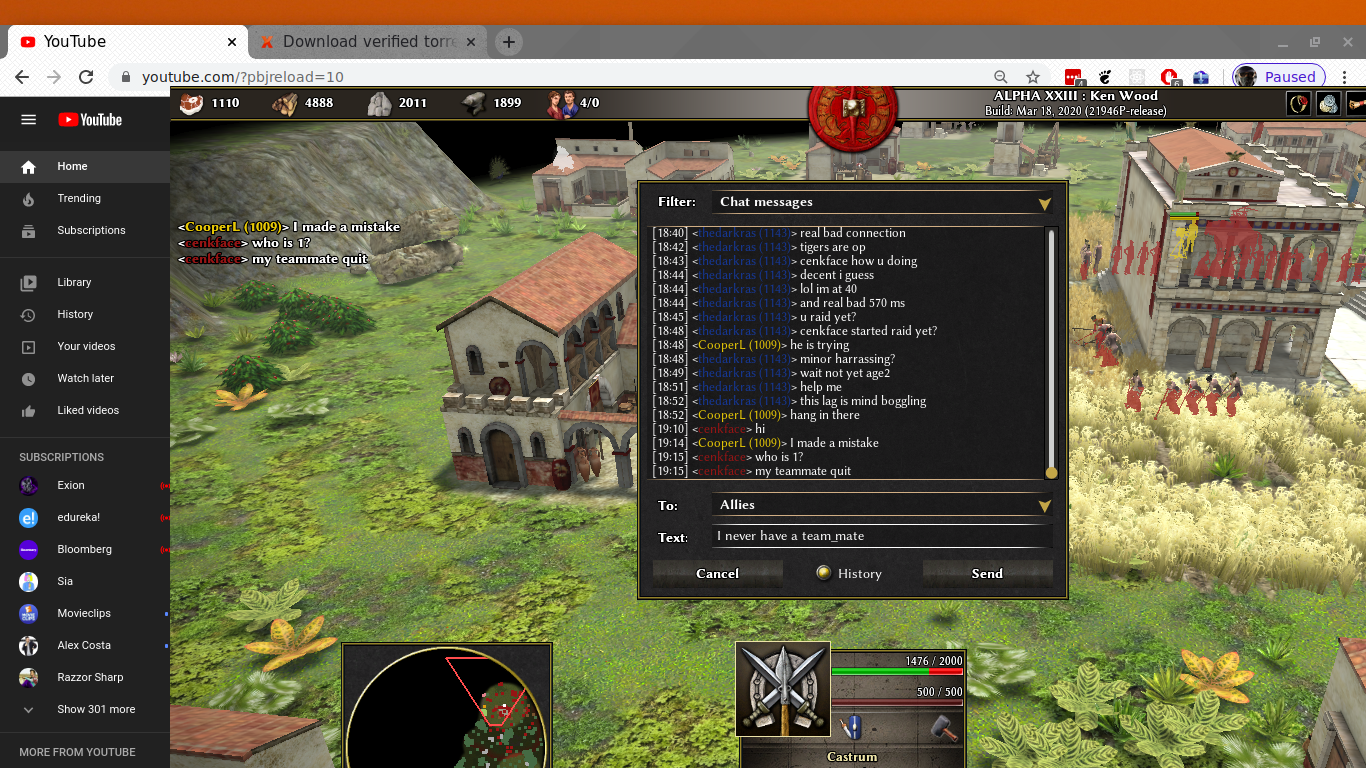 YouTube
Download verified torre
youtube.com/?pbjreload=10
Paused
YouTube
1110 4888 2011 1899 4/0
ALPHA XXIII : Ken Wood
Build: Mar 18, 2020 (21946P-release)
Home
Trending
Subscriptions
Library
History
Your videos
Watch later
Liked videos
SUBSCRIPTIONS
Exion
edureka!
Bloomberg
Sia
Movieclips
Alex Costa
Razzor Sharp
Show 301 more
MORE FROM YOUTUBE
<CooperL (1009)> I made a mistake
<cenkface> who is 1?
<cenkface> my teammate quit
Filter: Chat messages
[18:40] <thedarkras (1143)> real bad connection
[18:42] <thedarkras (1143)> tigers are op
[18:43] <thedarkras (1143)> cenkface how u doing
[18:44] <thedarkras (1143)> decent i guess
[18:44] <thedarkras (1143)> lol im at 40
[18:44] <thedarkras (1143)> and real bad 570 ms
[18:45] <thedarkras (1143)> u raid yet?
[18:48] <thedarkras (1143)> cenkface started raid yet?
[18:48] <CooperL (1009)> he is trying
[18:48] <thedarkras (1143)> minor harrassing?
[18:49] <thedarkras (1143)> wait not yet age2
[18:51] <thedarkras (1143)> help me
[18:52] <thedarkras (1143)> this lag is mind boggling
[18:52] <CooperL (1009)> hang in there
[19:10] <cenkface> hi
[19:14] <CooperL (1009)> I made a mistake
[19:15] <cenkface> who is 1?
[19:15] <cenkface> my teammate quit
To: Allies
Text: I never have a team_mate
Cancel History Send
1476 / 2000
500 / 500
Castrum